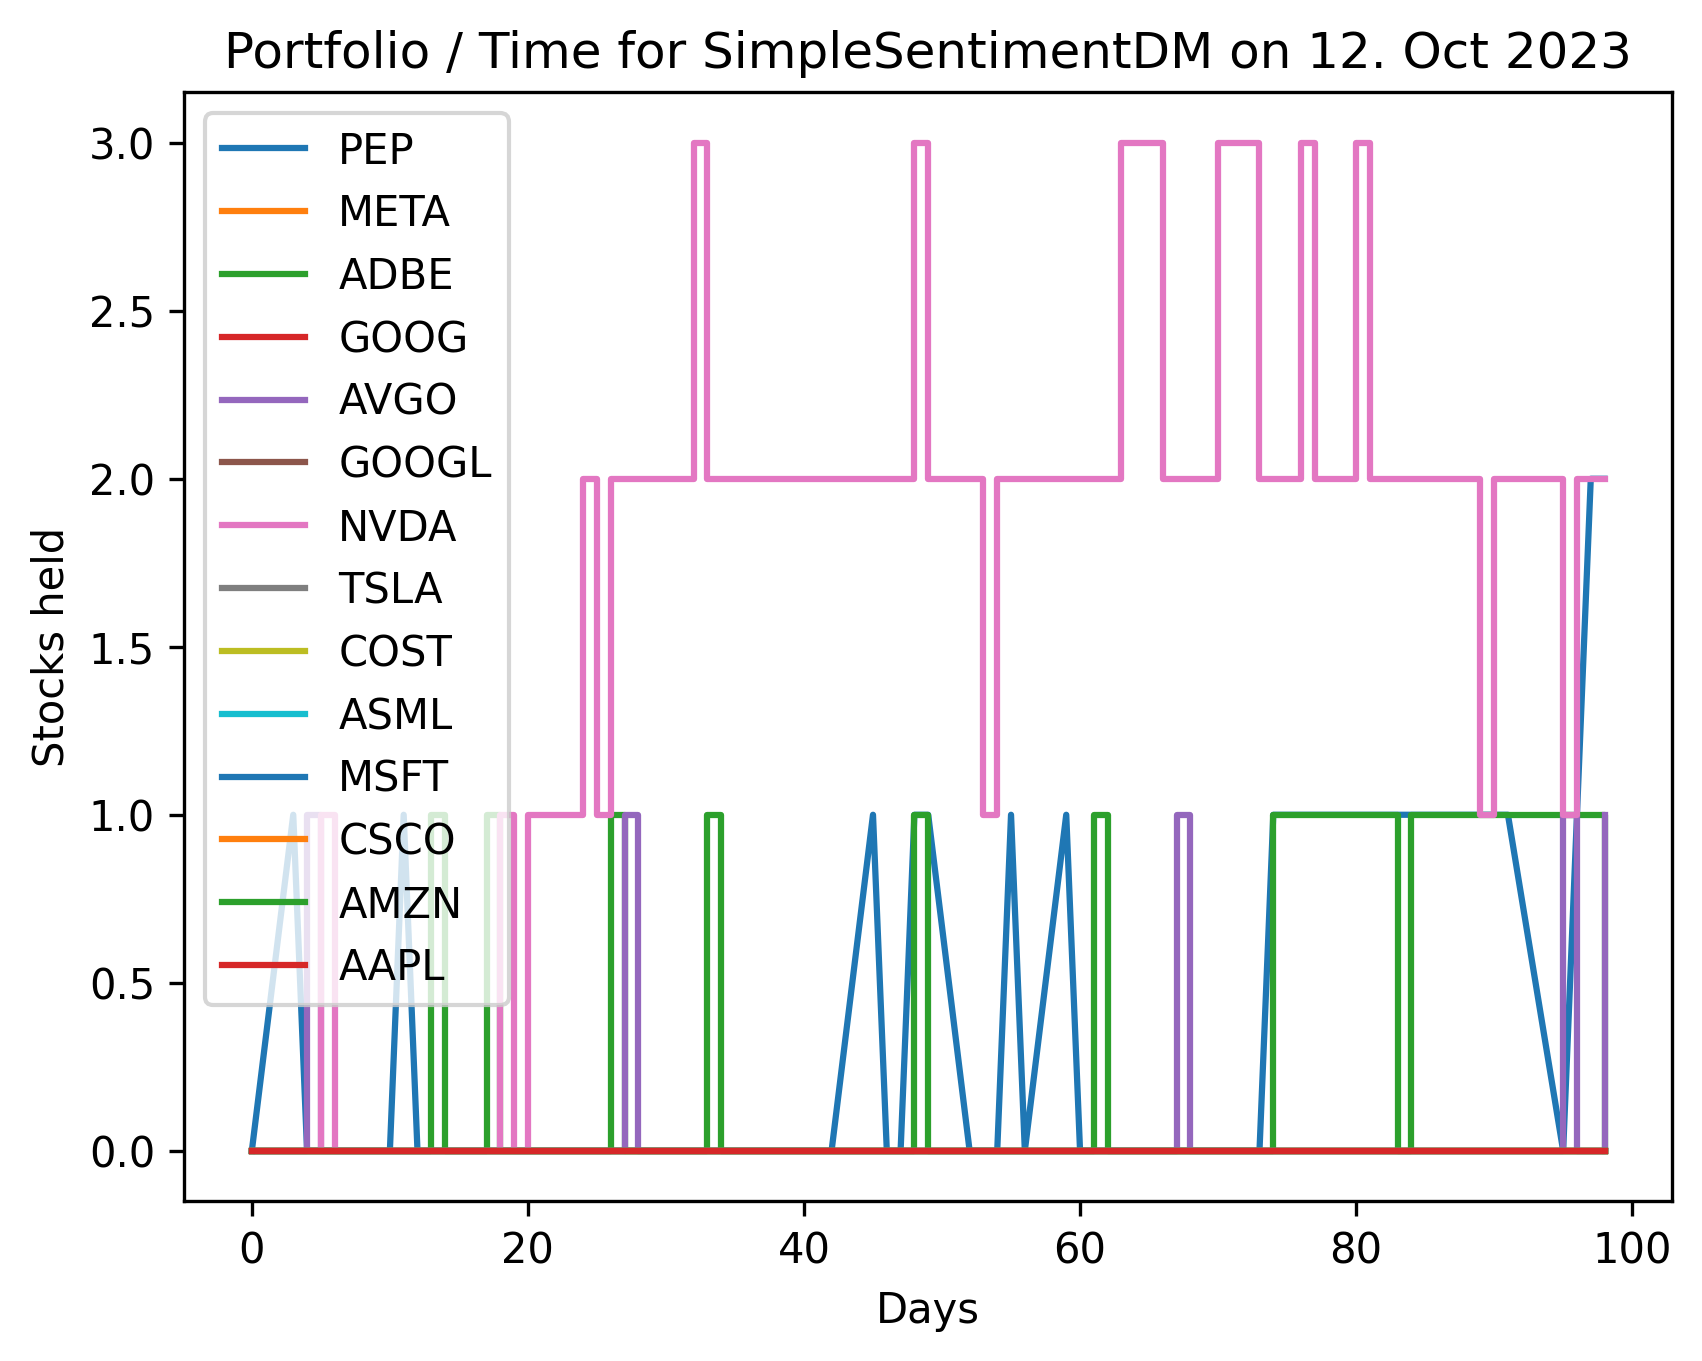 Portfolio / Time for SimpleSentimentDM on 12. Oct 2023
3.0
2.5
2.0
1.5
1.0
0.5
0.0
Stocks held
PEP
META
ADBE
GOOG
AVGO
GOOGL
NVDA
TSLA
COST
ASML
MSFT
CSCO
AMZN
AAPL
0 20 40 60 80 100
Days